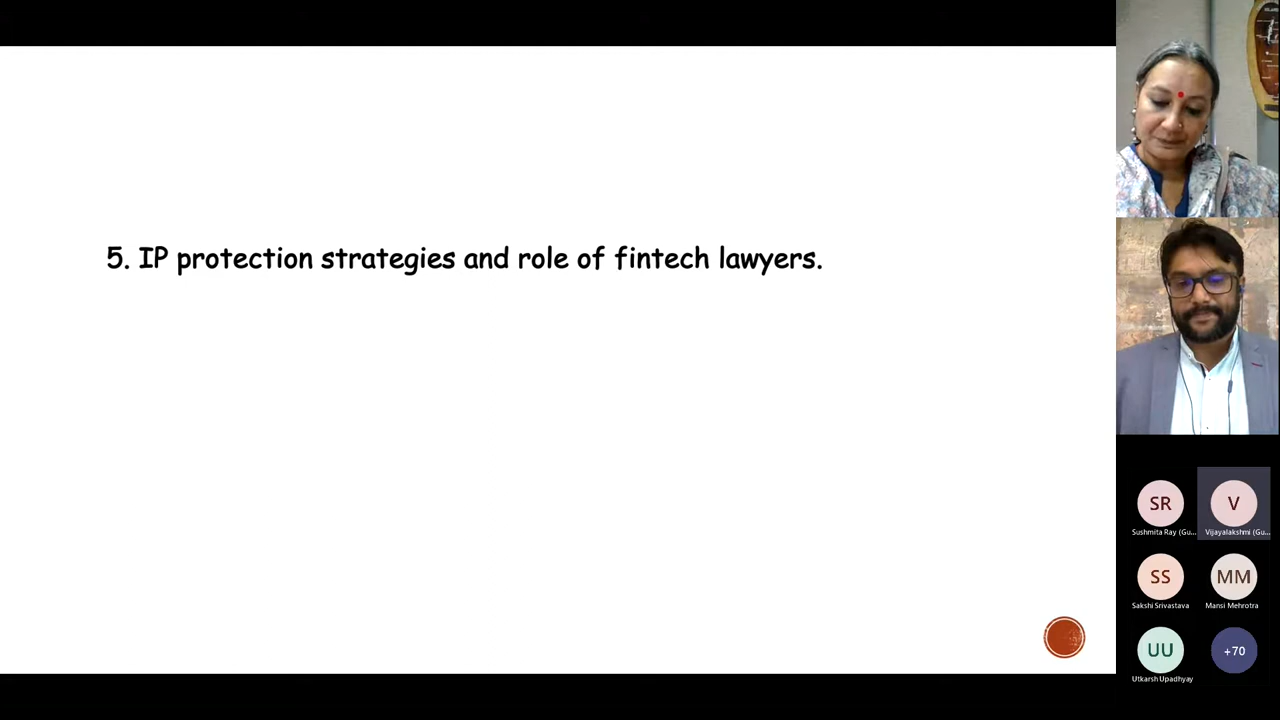 5. IP protection strategies and role of fintech lawyers.
SR
V
Sushmita Ray (Gu...
Vijayalakshmi (Gu...
SS
MM
Sakshi Srivastava
Mansi Mehrotra
UU
+70
Utkarsh Upadhyay